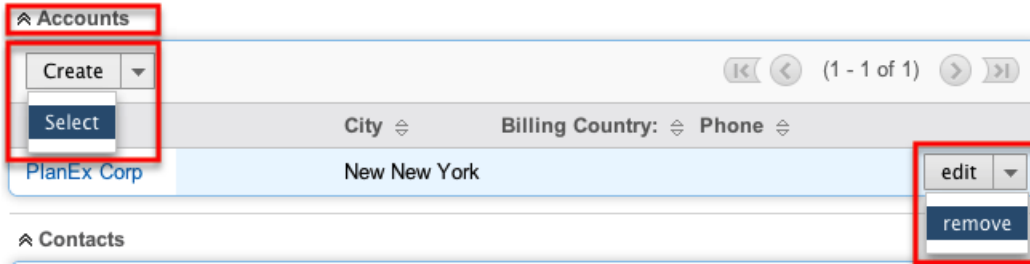 Accounts
Create (1 - 1 of 1)
Select City Billing Country: Phone
PlanEx Corp New New York edit
remove
Contacts